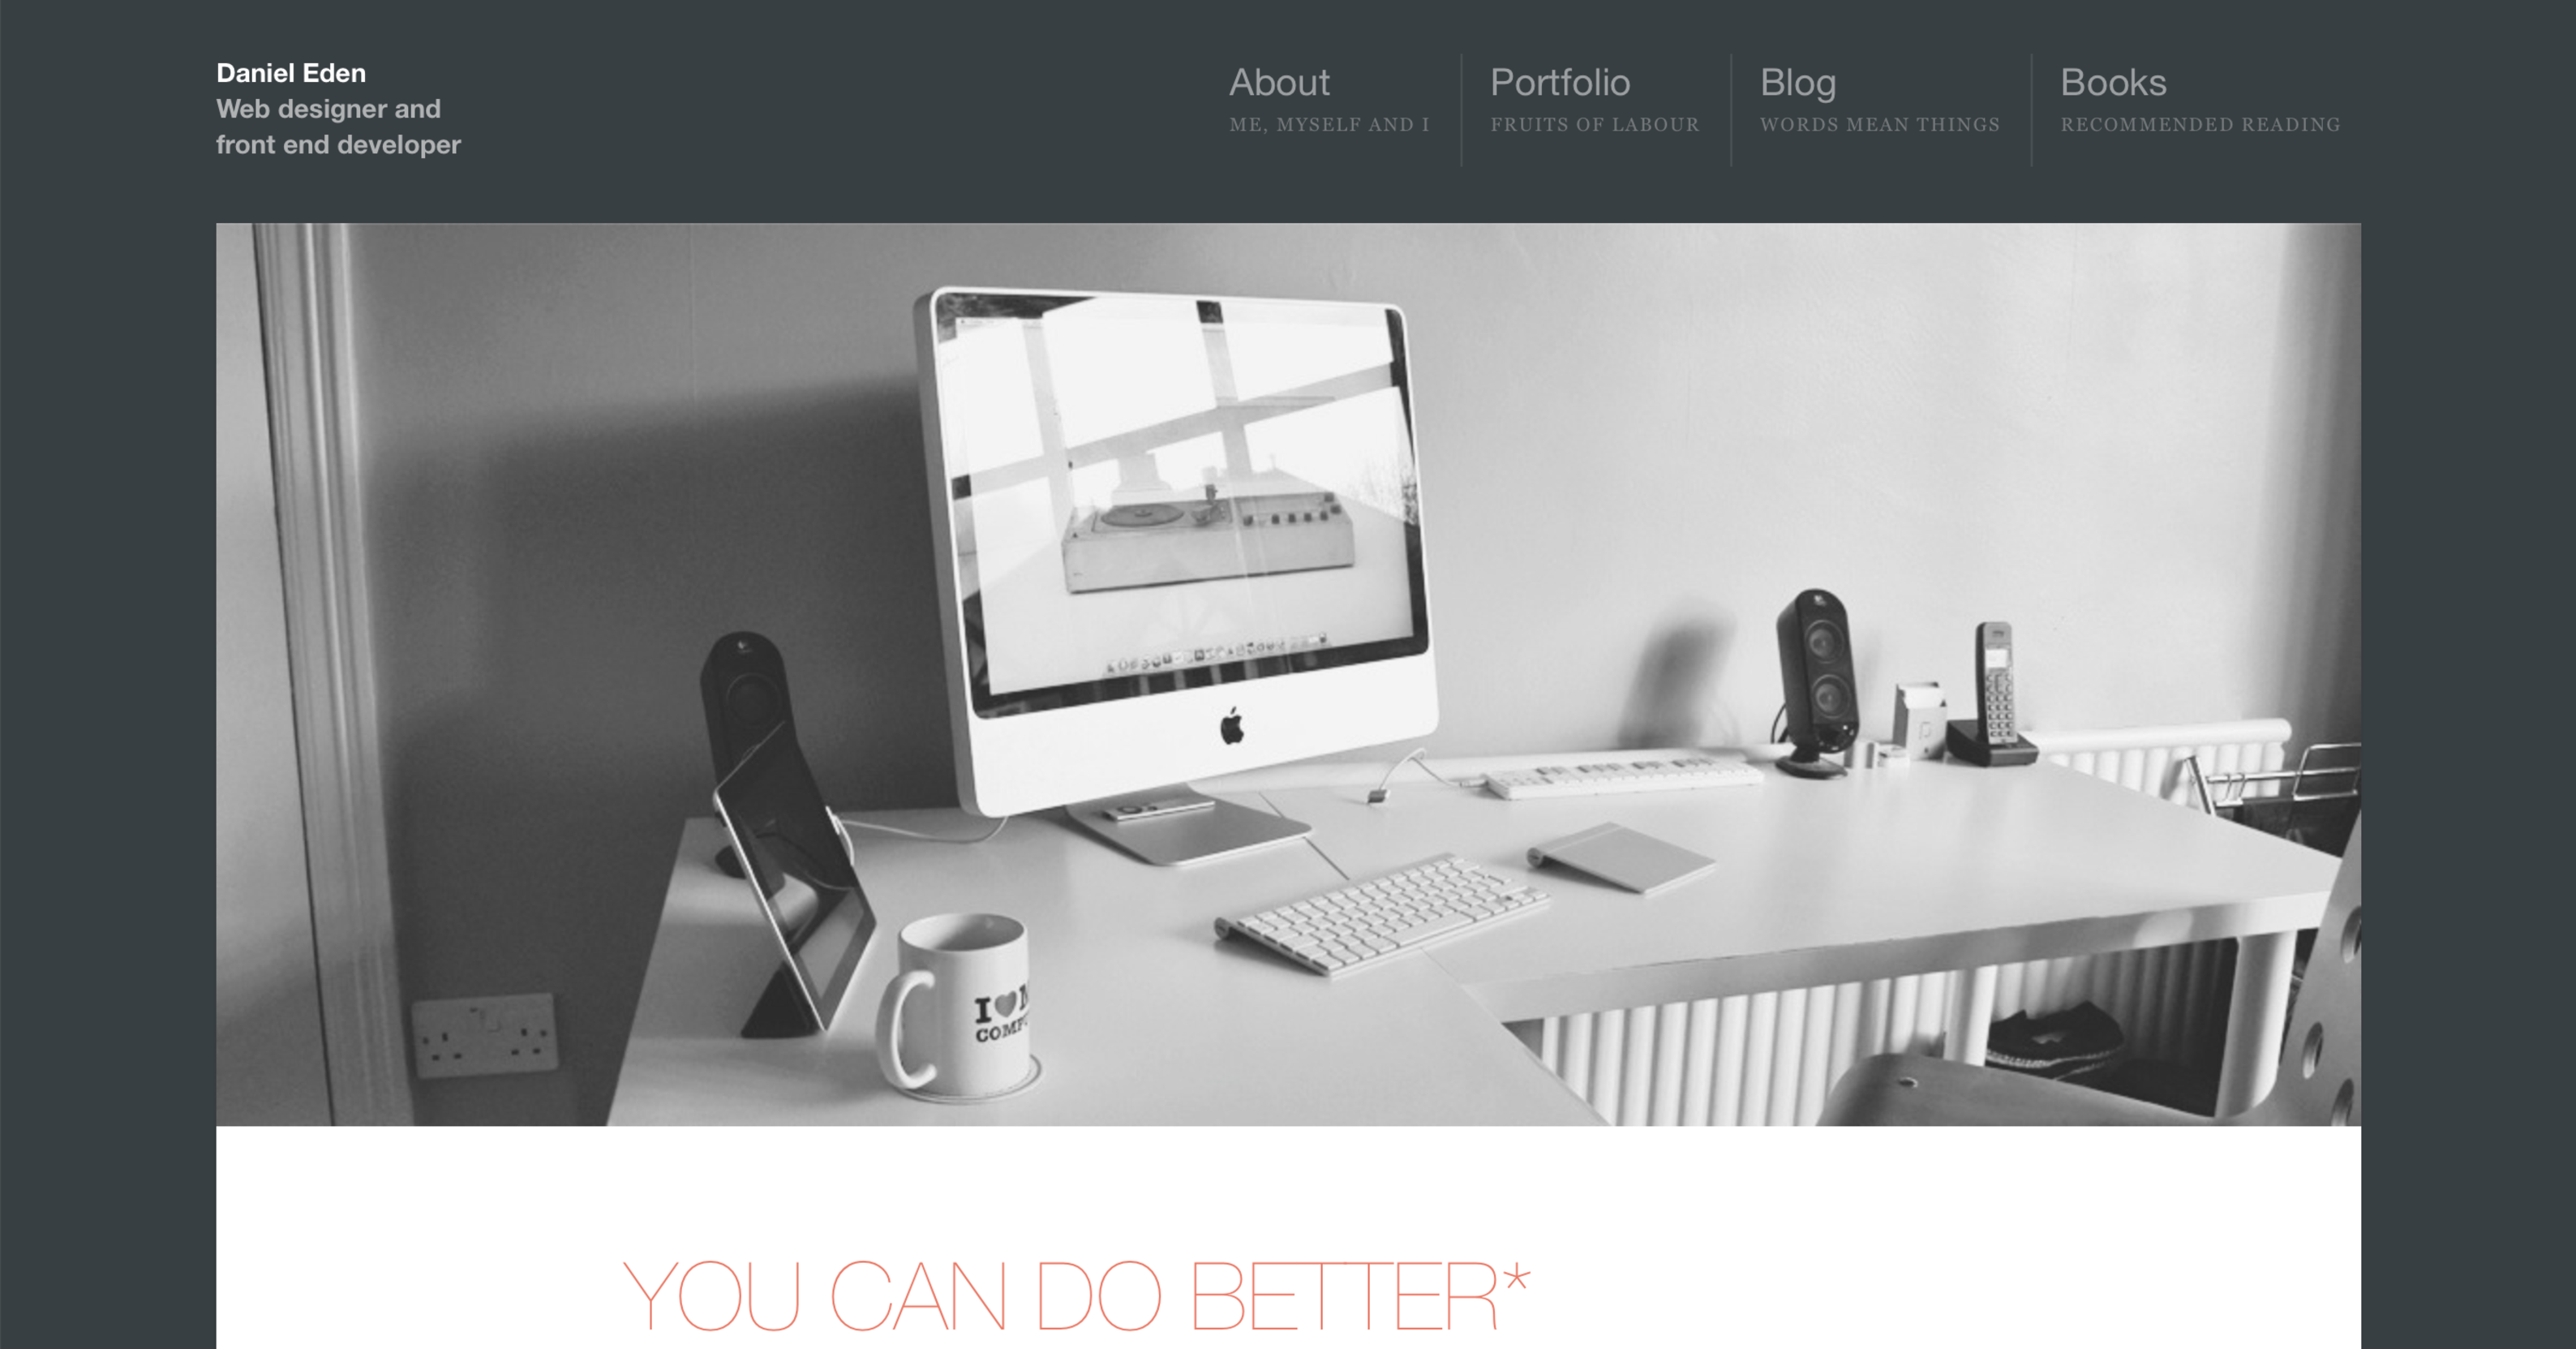 Daniel Eden
Web designer and
front end developer
About
ME, MYSELF AND I
Portfolio
FRUITS OF LABOUR
Blog
WORDS MEAN THINGS
Books
RECOMMENDED READING
I ♥
YOU CAN DO BETTER*